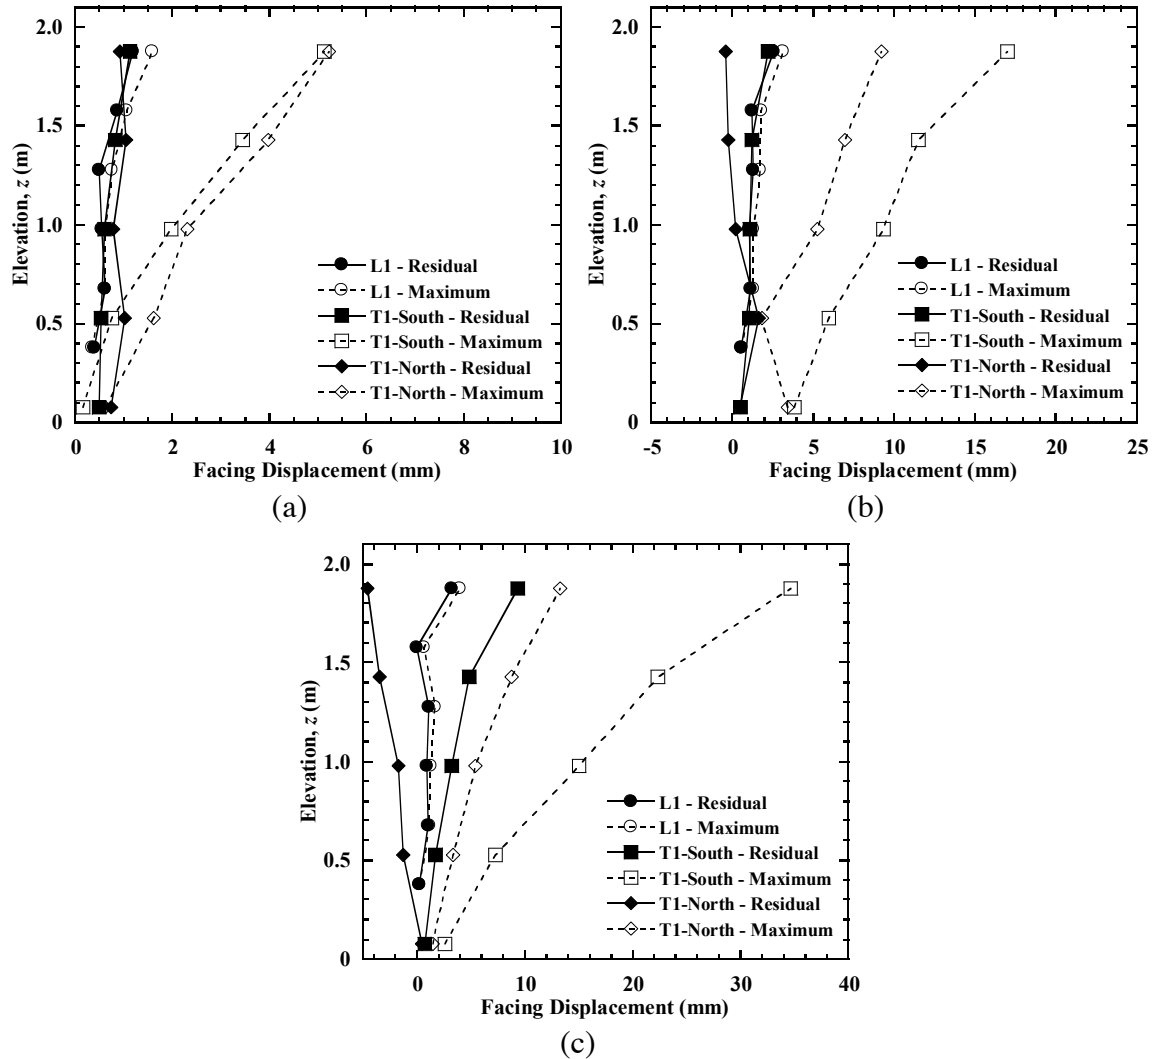 2.0
1.5
1.0
0.5
0
Elevation, z (m)
L1 - Residual
L1 - Maximum
T1-South - Residual
T1-South - Maximum
T1-North - Residual
T1-North - Maximum
0 2 4 6 8 10
Facing Displacement (mm)
(a)
2.0
1.5
1.0
0.5
0
Elevation, z (m)
L1 - Residual
L1 - Maximum
T1-South - Residual
T1-South - Maximum
T1-North - Residual
T1-North - Maximum
-5 0 5 10 15 20 25
Facing Displacement (mm)
(b)
2.0
1.5
1.0
0.5
0
Elevation, z (m)
L1 - Residual
L1 - Maximum
T1-South - Residual
T1-South - Maximum
T1-North - Residual
T1-North - Maximum
0 10 20 30 40
Facing Displacement (mm)
(c)